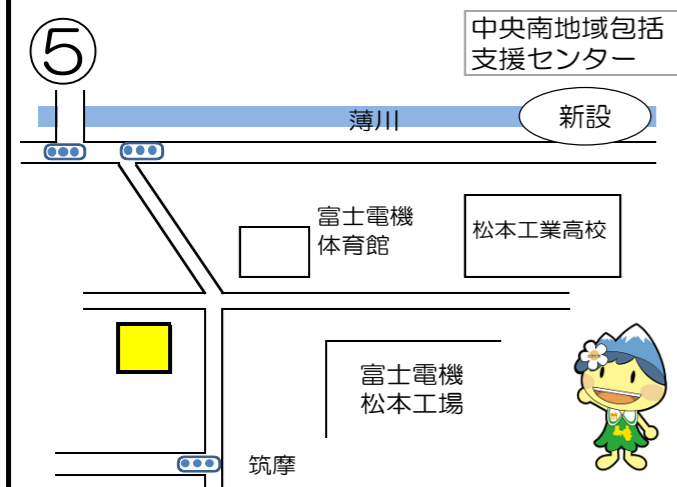 ⑤
中央南地域包括
支援センター
薄川
新設
富士電機
体育館
松本工業高校
富士電機
松本工場
筑摩